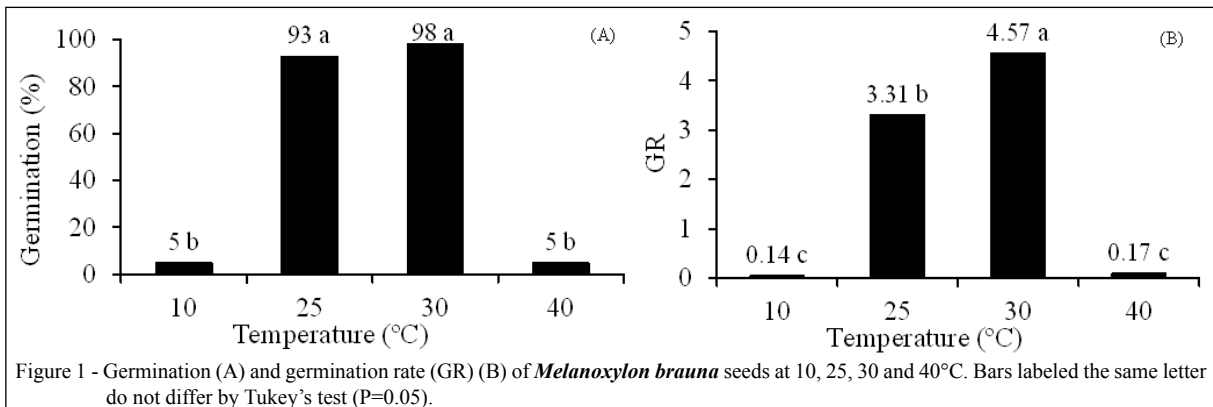 (A)
100
80
60
40
20
0
Germination (%)
5 b
93 a
98 a
5 b
10
25
30
40
Temperature (°C)
(B)
5
4
3
2
1
0
GR
0.14 c
3.31 b
4.57 a
0.17 c
10
25
30
40
Temperature (°C)
Figure 1 - Germination (A) and germination rate (GR) (B) of Melanoxylon brauna seeds at 10, 25, 30 and 40°C. Bars labeled the same letter
do not differ by Tukey's test (P=0.05).